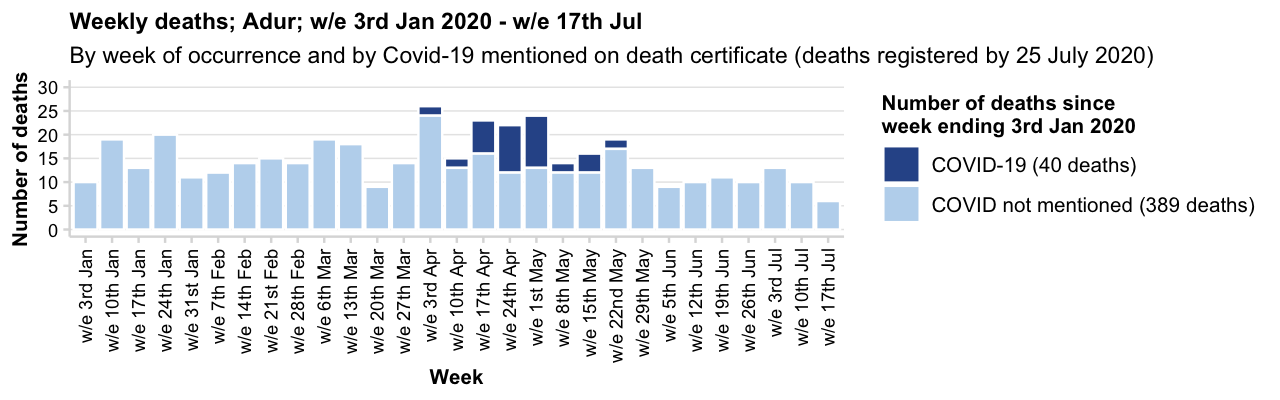 Weekly deaths; Adur; w/e 3rd Jan 2020 - w/e 17th Jul
By week of occurrence and by Covid-19 mentioned on death certificate (deaths registered by 25 July 2020)
Number of deaths
30
25
20
15
10
5
0
w/e 3rd Jan
w/e 10th Jan
w/e 17th Jan
w/e 24th Jan
w/e 31st Jan
w/e 7th Feb
w/e 14th Feb
w/e 21st Feb
w/e 28th Feb
w/e 6th Mar
w/e 13th Mar
w/e 20th Mar
w/e 27th Mar
w/e 3rd Apr
w/e 10th Apr
w/e 17th Apr
w/e 24th Apr
w/e 1st May
w/e 8th May
w/e 15th May
w/e 22nd May
w/e 29th May
w/e 5th Jun
w/e 12th Jun
w/e 19th Jun
w/e 26th Jun
w/e 3rd Jul
w/e 10th Jul
w/e 17th Jul
Week
Number of deaths since
week ending 3rd Jan 2020
COVID-19 (40 deaths)
COVID not mentioned (389 deaths)